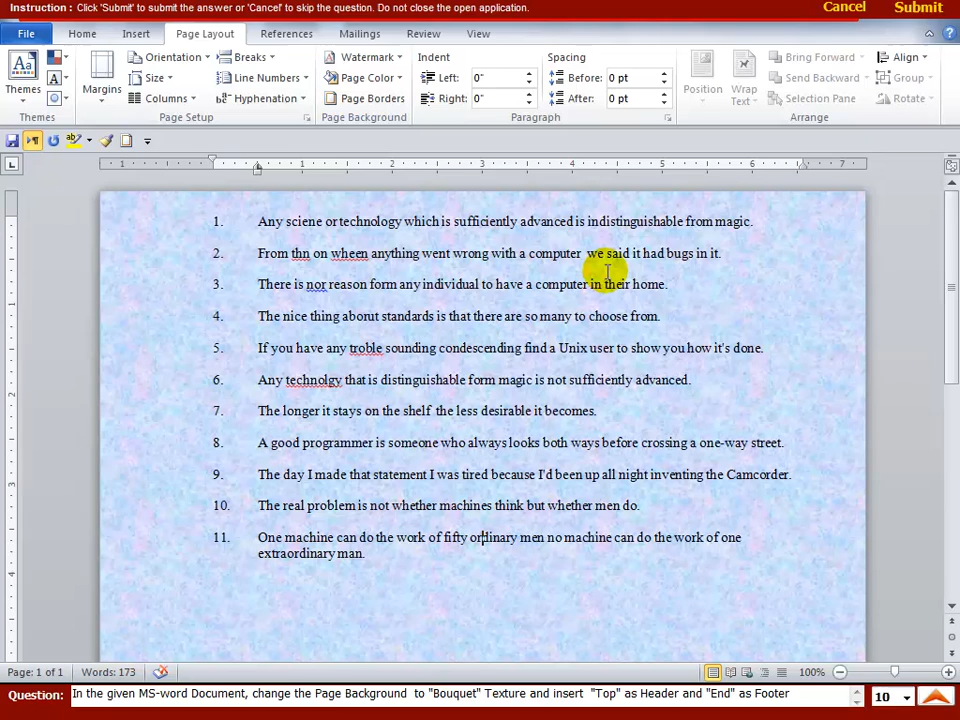 Instruction : Click 'Submit' to submit the answer or 'Cancel' to skip the question. Do not close the open application. Cancel Submit
File Home Insert Page Layout References Mailings Review View
Themes
Themes
Margins Orientation Size Columns Breaks Line Numbers Hyphenation
Page Setup
Watermark Page Color Page Borders
Page Background
Indent Left: 0" Right: 0"
Spacing Before: 0 pt After: 0 pt
Paragraph
Position Wrap Text Bring Forward Send Backward Selection Pane Align Group Rotate
Arrange
1. Any sciene or technology which is sufficiently advanced is indistinguishable from magic.
2. From thn on wheen anything went wrong with a computer we said it had bugs in it.
3. There is nor reason form any individual to have a computer in their home.
4. The nice thing aborut standards is that there are so many to choose from.
5. If you have any troble sounding condescending find a Unix user to show you how it's done.
6. Any technolgy that is distinguishable form magic is not sufficiently advanced.
7. The longer it stays on the shelf the less desirable it becomes.
8. A good programmer is someone who always looks both ways before crossing a one-way street.
9. The day I made that statement I was tired because I'd been up all night inventing the Camcorder.
10. The real problem is not whether machines think but whether men do.
11. One machine can do the work of fifty ordinary men no machine can do the work of one
extraordinary man.
Page: 1 of 1 Words: 173 100%
Question: In the given MS-word Document, change the Page Background to "Bouquet" Texture and insert "Top" as Header and "End" as Footer 10